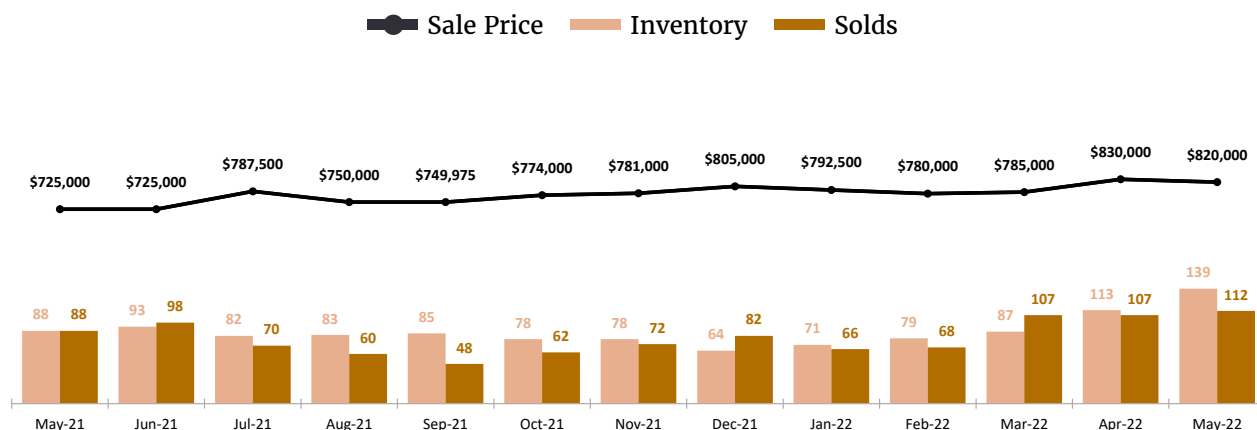 Sale Price Inventory Solds
$725,000 $725,000 $787,500 $750,000 $749,975 $774,000 $781,000 $805,000 $792,500 $780,000 $785,000 $830,000 $820,000
88 88 93 98 82 70 83 60 85 48 78 62 78 72 64 82 71 66 79 68 87 107 113 107 139 112
May-21 Jun-21 Jul-21 Aug-21 Sep-21 Oct-21 Nov-21 Dec-21 Jan-22 Feb-22 Mar-22 Apr-22 May-22